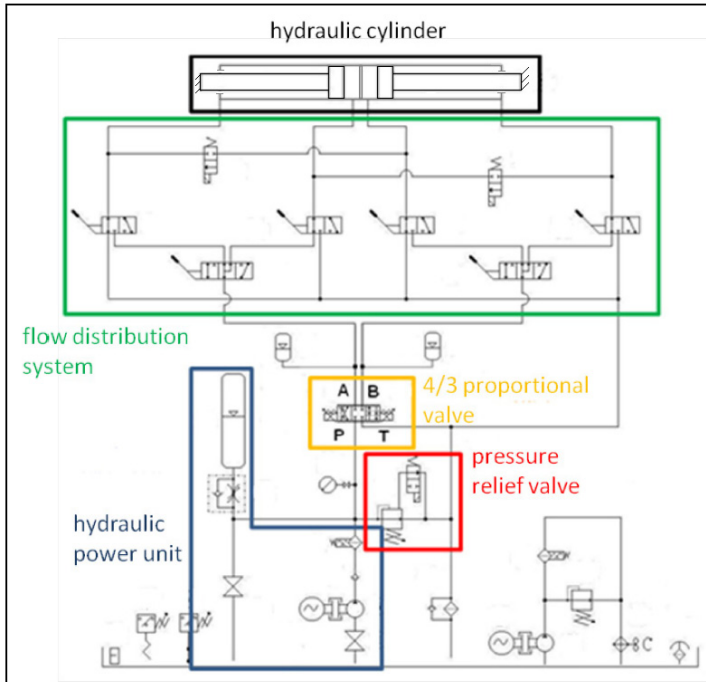 hydraulic cylinder
flow distribution
system
A B
4/3 proportional
valve
P T
pressure
relief valve
hydraulic
power unit
C